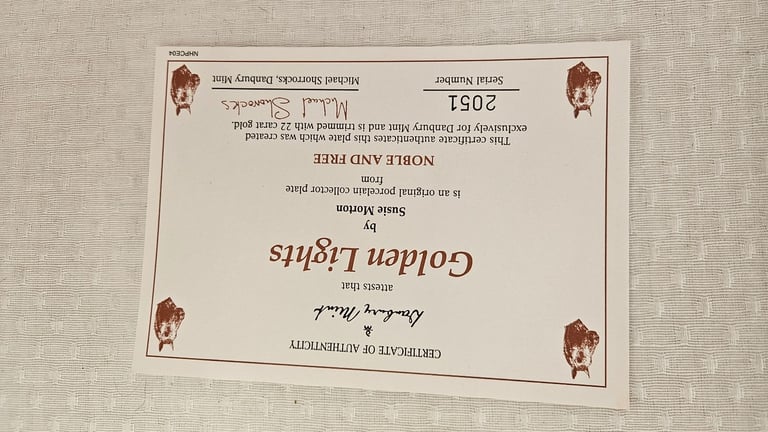 CERTIFICATE OF AUTHENTICITY
Danbury Mint
attests that
Golden Lights
by
Susie Morton
is an original porcelain collector plate
from
NOBLE AND FREE
This certificate authenticates this plate which was created
exclusively for Danbury Mint and is trimmed with 22 carat gold.
2051 Michael Shorrocks
Serial Number Michael Shorrocks, Danbury Mint
NHPCE04